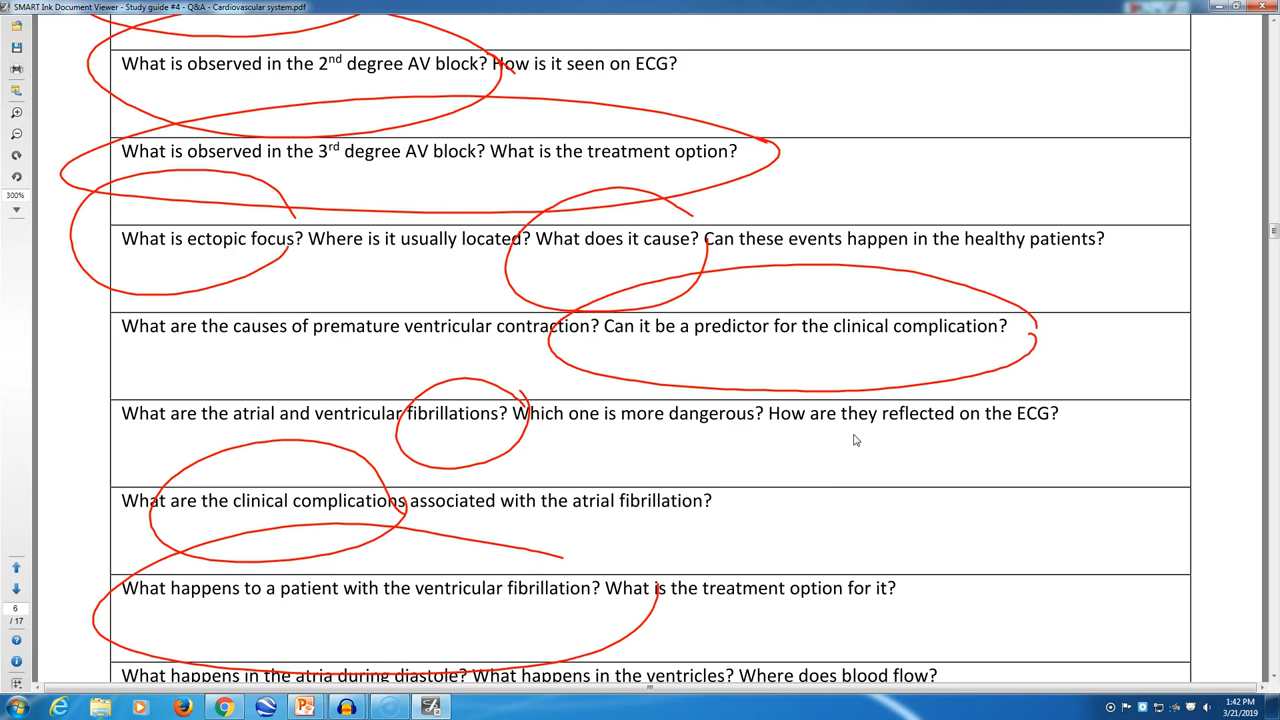 SMART Ink Document Viewer - Study guide #4 - Q&A - Cardiovascular system.pdf
What is observed in the 2nd degree AV block? How is it seen on ECG?
What is observed in the 3rd degree AV block? What is the treatment option?
300%
What is ectopic focus? Where is it usually located? What does it cause? Can these events happen in the healthy patients?
What are the causes of premature ventricular contraction? Can it be a predictor for the clinical complication?
What are the atrial and ventricular fibrillations? Which one is more dangerous? How are they reflected on the ECG?
What are the clinical complications associated with the atrial fibrillation?
What happens to a patient with the ventricular fibrillation? What is the treatment option for it?
6
/ 17
What happens in the atria during diastole? What happens in the ventricles? Where does blood flow?
1:42 PM
3/21/2019